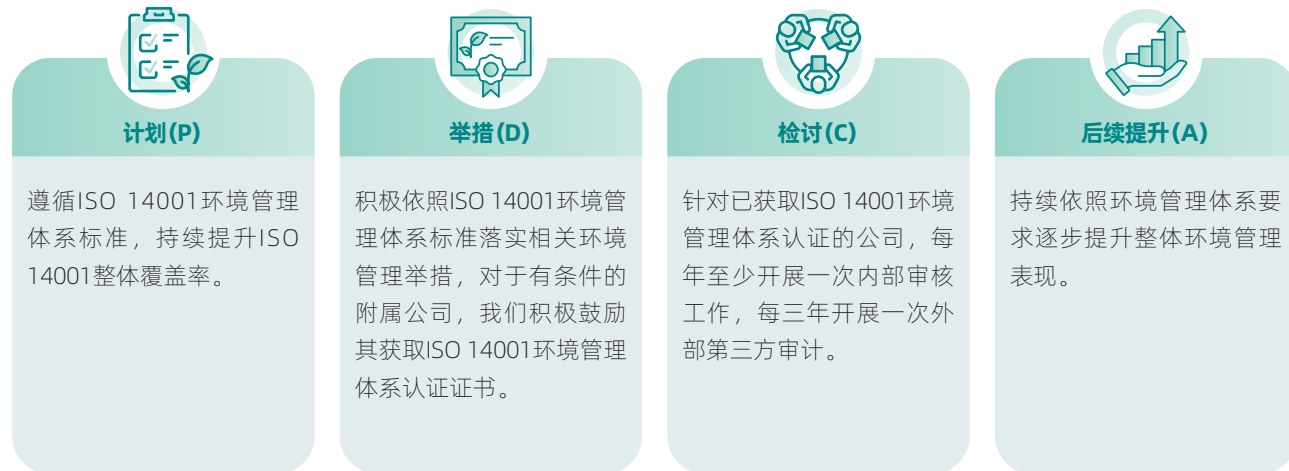 计划(P)
遵循ISO 14001环境管理
体系标准，持续提升ISO
14001整体覆盖率。
举措(D)
积极依照ISO 14001环境管
理体系标准落实相关环境
管理举措，对于有条件的
附属公司，我们积极鼓励
其获取ISO 14001环境管理
体系认证证书。
检讨(C)
针对已获取ISO 14001环境
管理体系认证的公司，每
年至少开展一次内部审核
工作，每三年开展一次外
部第三方审计。
后续提升(A)
持续依照环境管理体系要
求逐步提升整体环境管理
表现。